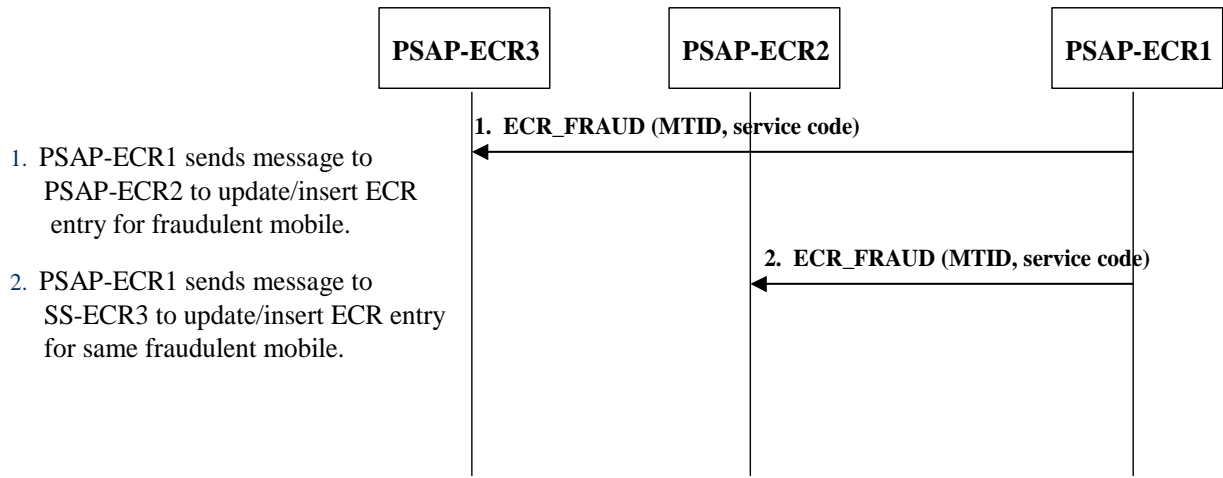 PSAP-ECR3
PSAP-ECR2
PSAP-ECR1
1. ECR_FRAUD (MTID, service code)
1. PSAP-ECR1 sends message to
PSAP-ECR2 to update/insert ECR
entry for fraudulent mobile.
2. ECR_FRAUD (MTID, service code)
2. PSAP-ECR1 sends message to
SS-ECR3 to update/insert ECR entry
for same fraudulent mobile.